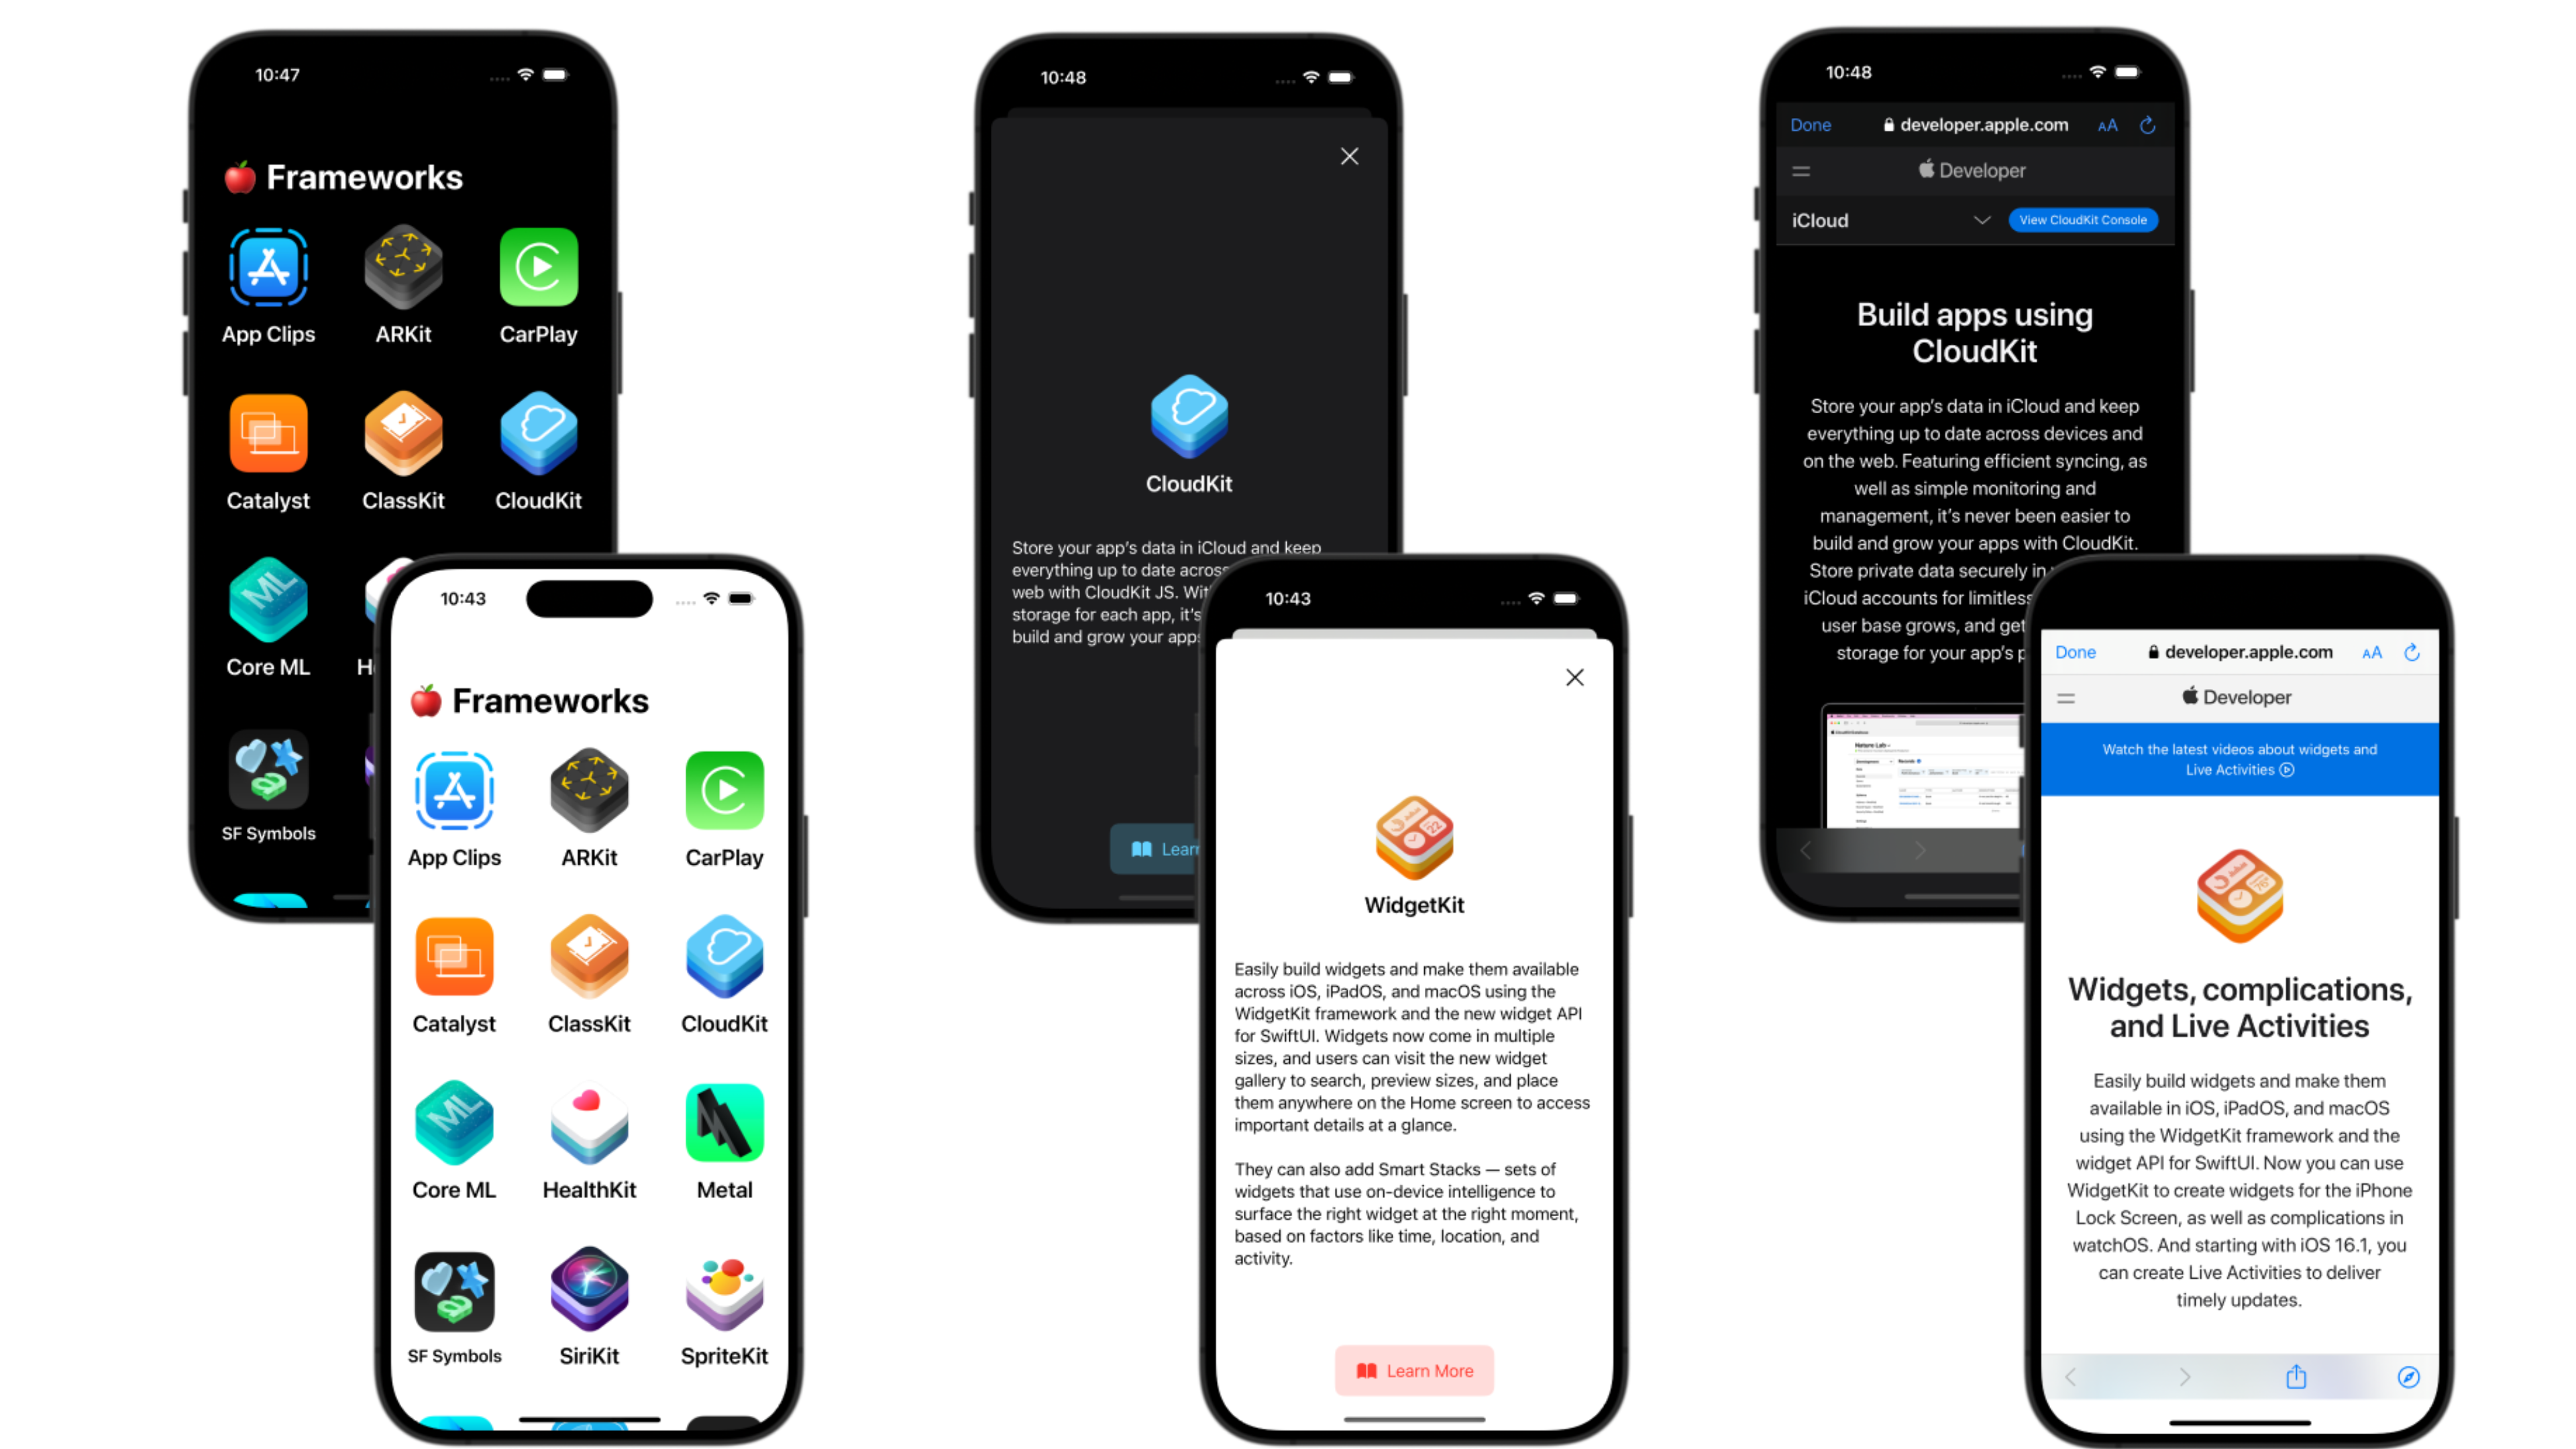 10:47
🍎 Frameworks
App Clips ARKit CarPlay
Catalyst ClassKit CloudKit
Core ML H
SF Symbols
10:43
🍎 Frameworks
App Clips ARKit CarPlay
Catalyst ClassKit CloudKit
ML
Core ML HealthKit Metal
SF Symbols SiriKit SpriteKit
10:48
CloudKit
Store your app's data in iCloud and keep
everything up to date across
web with CloudKit JS. Wit
storage for each app, it's
build and grow your apps
Lear
10:43
WidgetKit
Easily build widgets and make them available
across iOS, iPadOS, and macOS using the
WidgetKit framework and the new widget API
for SwiftUI. Widgets now come in multiple
sizes, and users can visit the new widget
gallery to search, preview sizes, and place
them anywhere on the Home screen to access
important details at a glance.
They can also add Smart Stacks — sets of
widgets that use on-device intelligence to
surface the right widget at the right moment,
based on factors like time, location, and
activity.
Learn More
10:48
Done developer.apple.com AA
Developer
iCloud View CloudKit Console
Build apps using
CloudKit
Store your app's data in iCloud and keep
everything up to date across devices and
on the web. Featuring efficient syncing, as
well as simple monitoring and
management, it's never been easier to
build and grow your apps with CloudKit.
Store private data securely in
iCloud accounts for limitless
user base grows, and get
storage for your app's p
Done developer.apple.com AA
Developer
Watch the latest videos about widgets and
Live Activities
Widgets, complications,
and Live Activities
Easily build widgets and make them
available in iOS, iPadOS, and macOS
using the WidgetKit framework and the
widget API for SwiftUI. Now you can use
WidgetKit to create widgets for the iPhone
Lock Screen, as well as complications in
watchOS. And starting with iOS 16.1, you
can create Live Activities to deliver
timely updates.